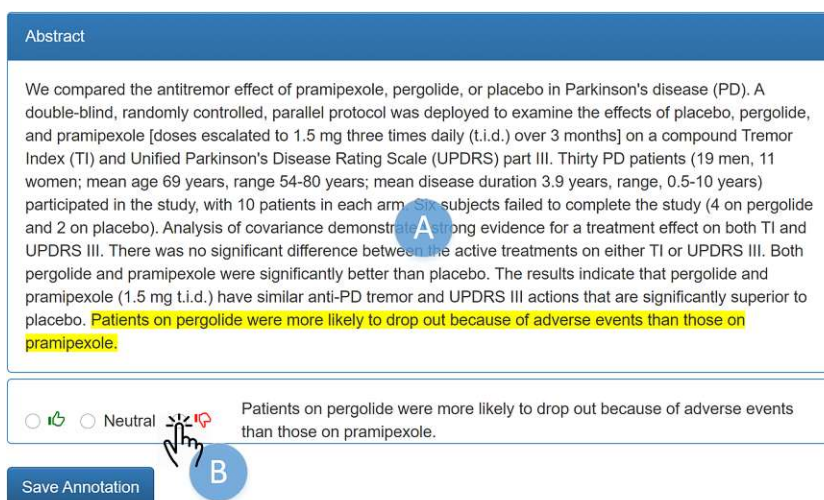 Abstract
We compared the antitremor effect of pramipexole, pergolide, or placebo in Parkinson's disease (PD). A
double-blind, randomly controlled, parallel protocol was deployed to examine the effects of placebo, pergolide,
and pramipexole [doses escalated to 1.5 mg three times daily (t.i.d.) over 3 months] on a compound Tremor
Index (TI) and Unified Parkinson's Disease Rating Scale (UPDRS) part III. Thirty PD patients (19 men, 11
women; mean age 69 years, range 54-80 years; mean disease duration 3.9 years, range, 0.5-10 years)
participated in the study, with 10 patients in each arm. Six subjects failed to complete the study (4 on pergolide
and 2 on placebo). Analysis of covariance demonstrated strong evidence for a treatment effect on both TI and
UPDRS III. There was no significant difference between the active treatments on either TI or UPDRS III. Both
pergolide and pramipexole were significantly better than placebo. The results indicate that pergolide and
pramipexole (1.5 mg t.i.d.) have similar anti-PD tremor and UPDRS III actions that are significantly superior to
placebo. Patients on pergolide were more likely to drop out because of adverse events than those on
pramipexole.
A
Neutral
Patients on pergolide were more likely to drop out because of adverse events
than those on pramipexole.
B
Save Annotation